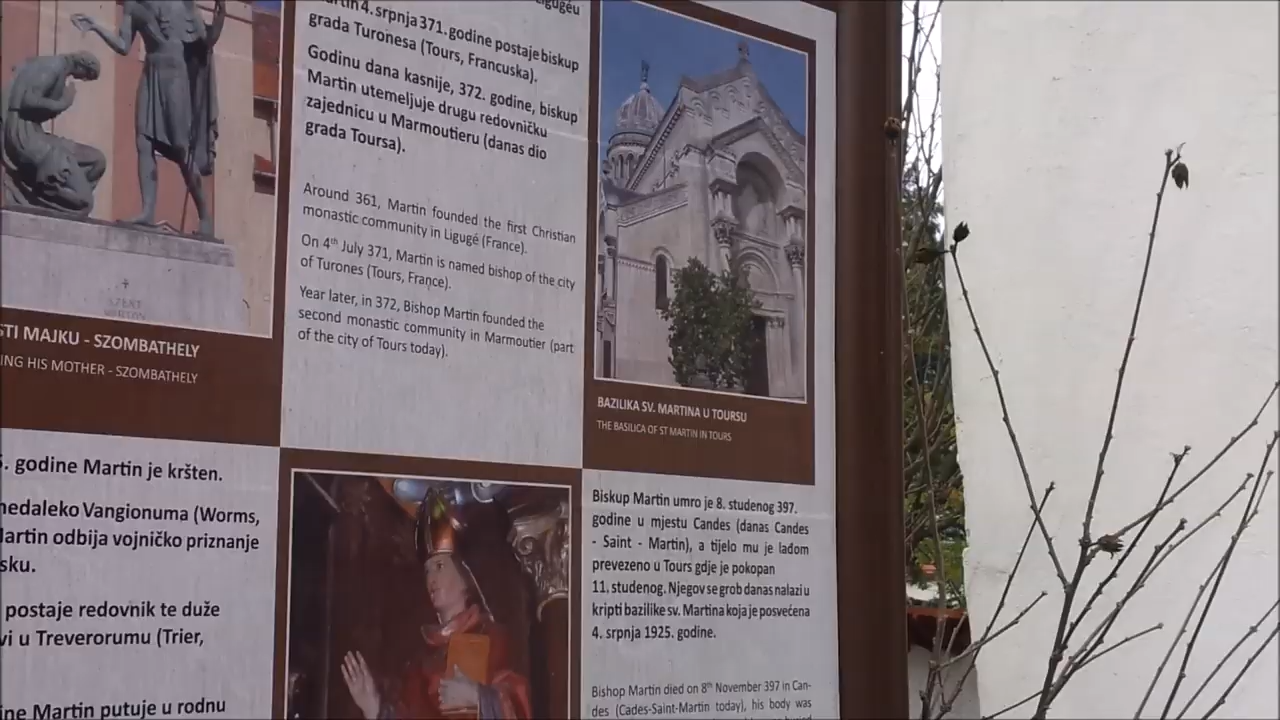 4. srpnja 371. godine postaje biskup
grada Turonesa (Tours, Francuska).
Godinu dana kasnije, 372. godine, biskup
Martin utemeljuje drugu redovničku
zajednicu u Marmoutieru (danas dio
grada Toursa).
Around 361, Martin founded the first Christian
monastic community in Ligugé (France).
On 4th July 371, Martin is named bishop of the city
of Turones (Tours, France).
Year later, in 372, Bishop Martin founded the
second monastic community in Marmoutier (part
of the city of Tours today).
SZENT
MAJKU - SZOMBATHELY
HIS MOTHER - SZOMBATHELY
BAZILIKA SV. MARTINA U TOURSU
THE BASILICA OF ST MARTIN IN TOURS
godine Martin je kršten.
nedaleko Vangionuma (Worms,
Martin odbija vojničko priznanje
postaje redovnik te duže
u Treverorumu (Trier,
Martin putuje u rodnu
Biskup Martin umro je 8. studenog 397.
godine u mjestu Candes (danas Candes
- Saint - Martin), a tijelo mu je lađom
prevezeno u Tours gdje je pokopan
11. studenog. Njegov se grob danas nalazi u
kripti bazilike sv. Martina koja je posvećena
4. srpnja 1925. godine.
Bishop Martin died on 8th November 397 in Can-
des (Cades-Saint-Martin today), his body was